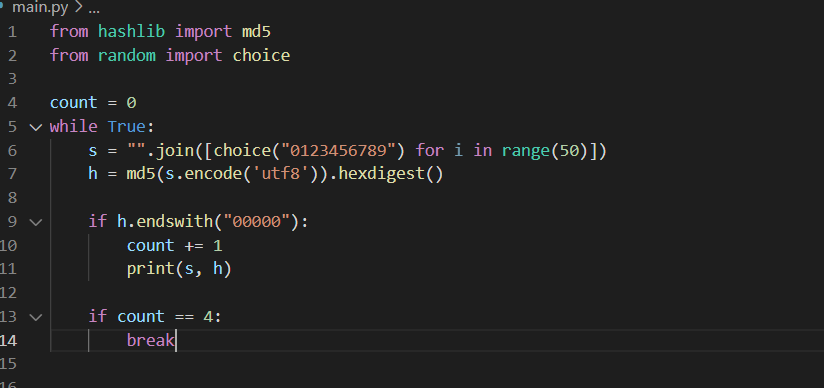 main.py > ...
1 from hashlib import md5
2 from random import choice
3
4 count = 0
5 while True:
6     s = "".join([choice("0123456789") for i in range(50)])
7     h = md5(s.encode('utf8')).hexdigest()
8
9     if h.endswith("00000"):
10         count += 1
11         print(s, h)
12
13     if count == 4:
14         break
15
16